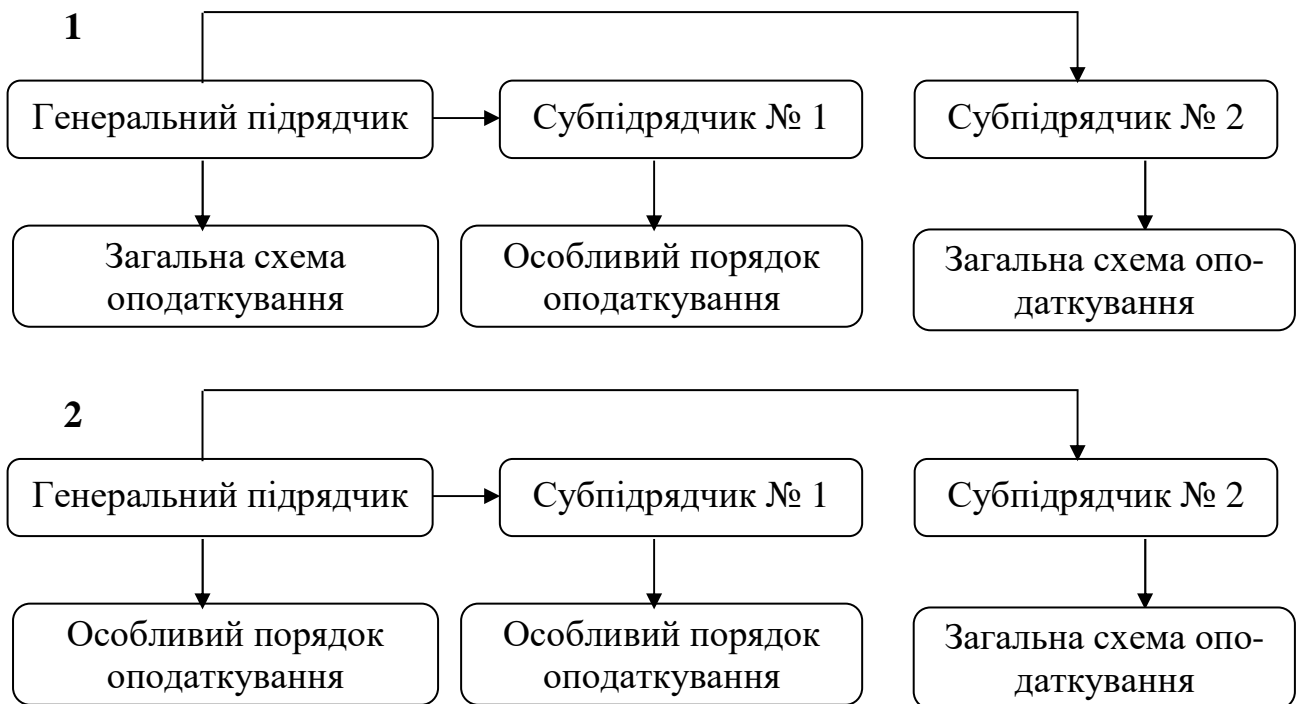 1
Генеральний підрядчик
Субпідрядчик № 1
Субпідрядчик № 2
Загальна схема
оподаткування
Особливий порядок
оподаткування
Загальна схема опо-
даткування
2
Генеральний підрядчик
Субпідрядчик № 1
Субпідрядчик № 2
Особливий порядок
оподаткування
Особливий порядок
оподаткування
Загальна схема опо-
даткування